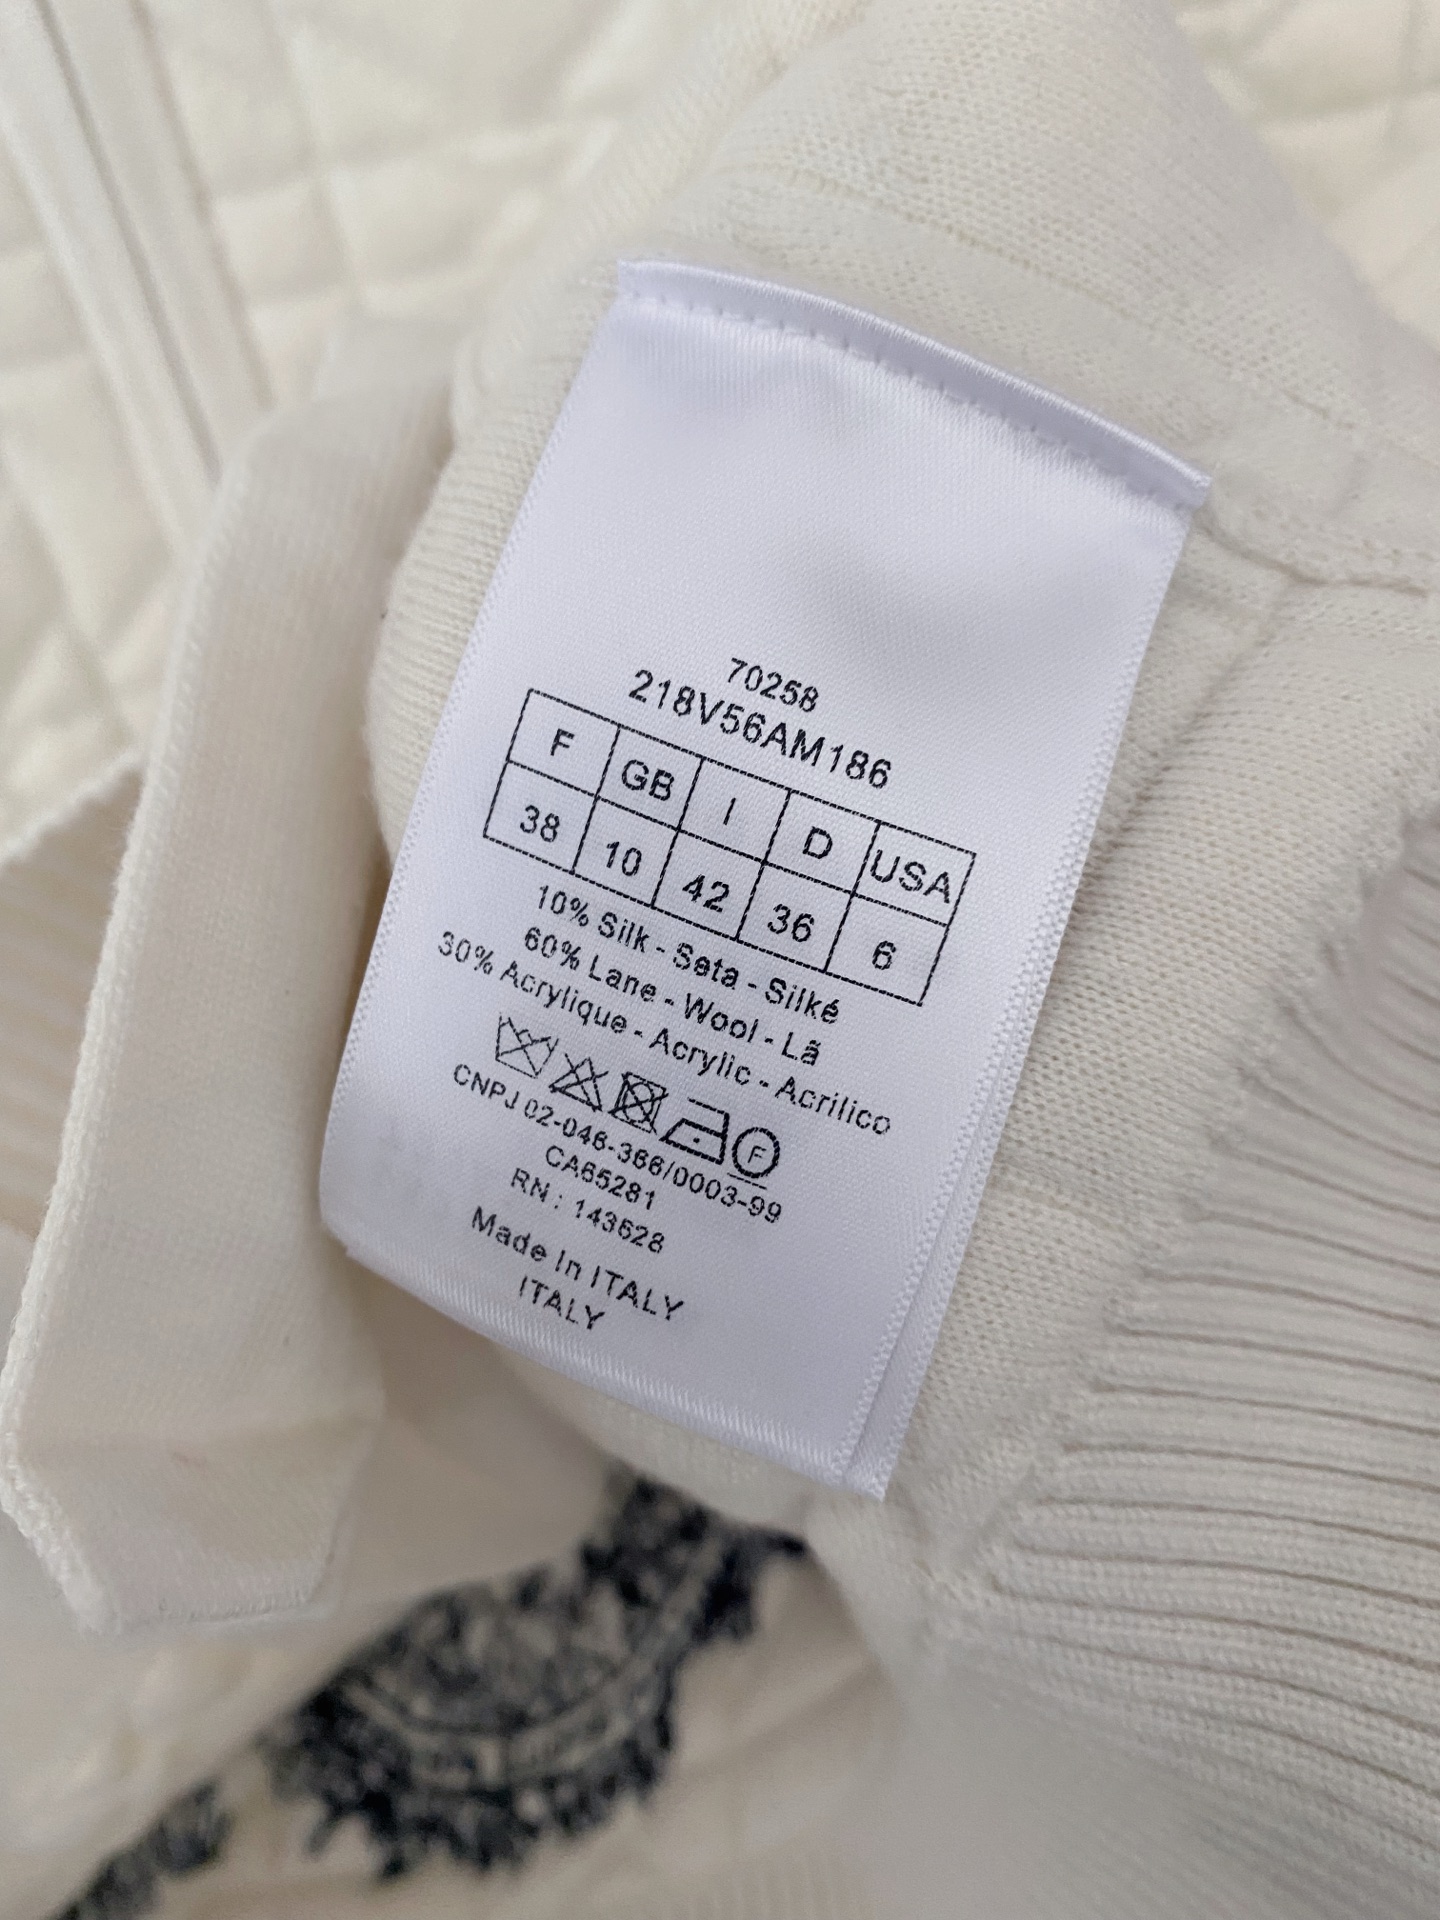 70258
218V56AM186
F GB I D USA
38 10 42 36 6
10% Silk - Seta - Silké
60% Lane - Wool - Lã
30% Acrylique - Acrylic - Acrilico
F
CNPJ 02-046-366/0003-99
CA65281
RN : 143628
Made In ITALY
ITALY